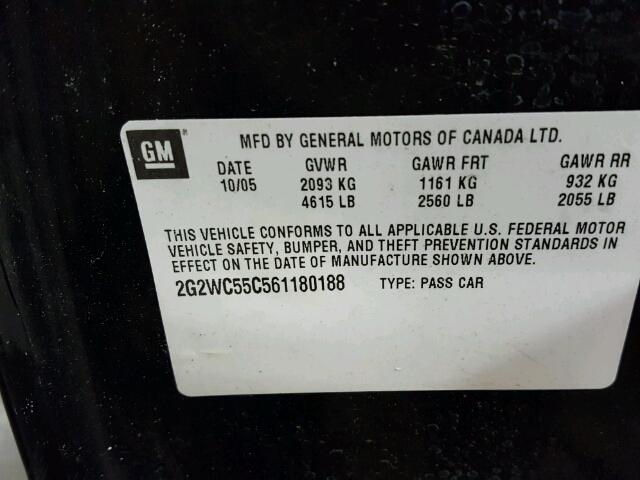 GM
MFD BY GENERAL MOTORS OF CANADA LTD.
DATE GVWR GAWR FRT GAWR RR
10/05 2093 KG 1161 KG 932 KG
4615 LB 2560 LB 2055 LB
THIS VEHICLE CONFORMS TO ALL APPLICABLE U.S. FEDERAL MOTOR
VEHICLE SAFETY, BUMPER, AND THEFT PREVENTION STANDARDS IN
EFFECT ON THE DATE OF MANUFACTURE SHOWN ABOVE.
2G2WC55C561180188 TYPE: PASS CAR